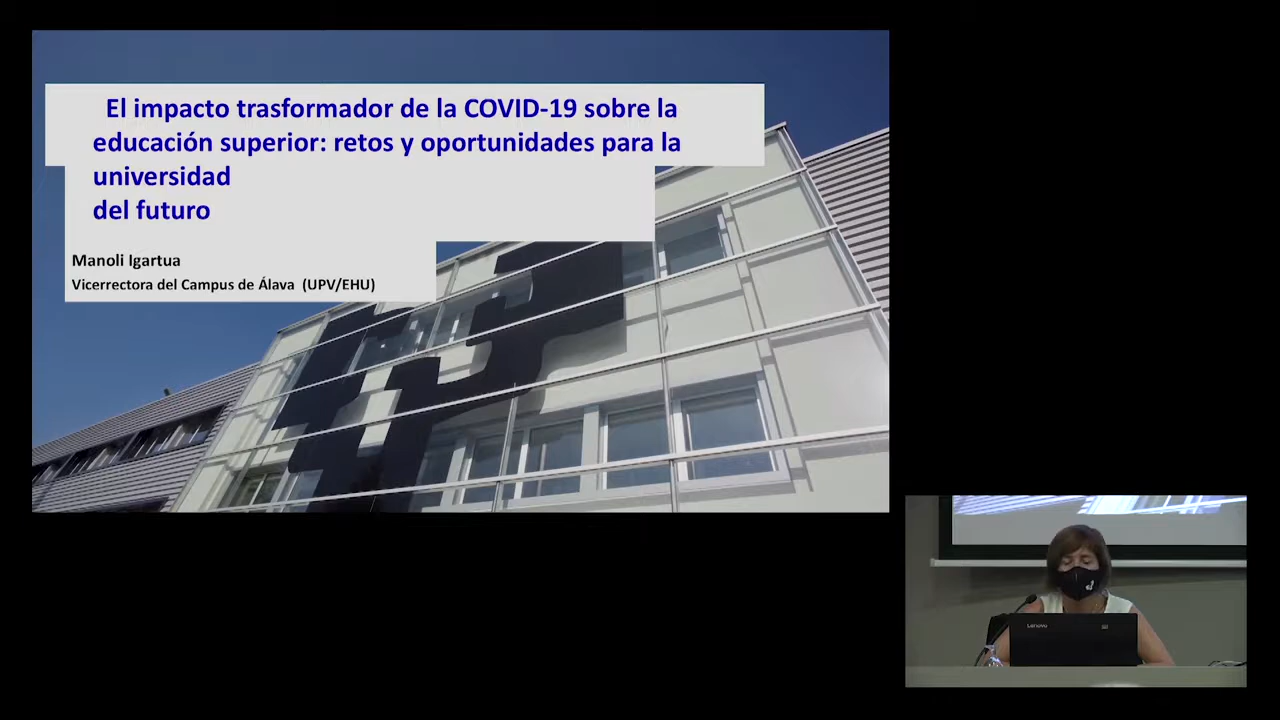 El impacto trasformador de la COVID-19 sobre la
educación superior: retos y oportunidades para la
universidad
del futuro
Manoli Igartua
Vicerrectora del Campus de Álava (UPV/EHU)
Lenovo